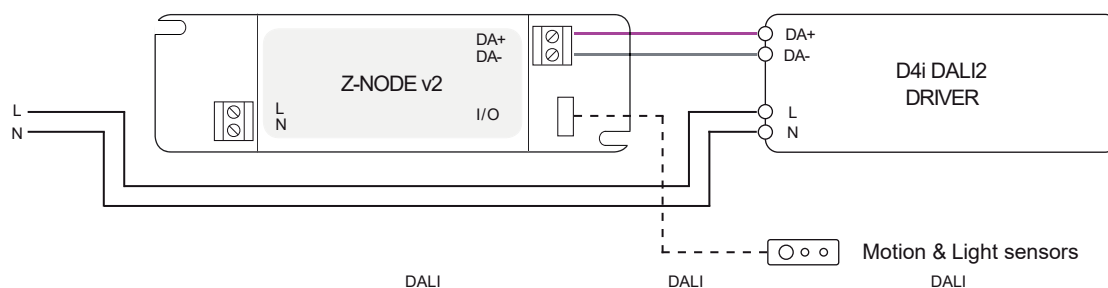 DA+
DA-
Z-NODE v2
L
N
I/O
L
N
DA+
DA-
D4i DALI2
DRIVER
L
N
Motion & Light sensors
DALI DALI DALI